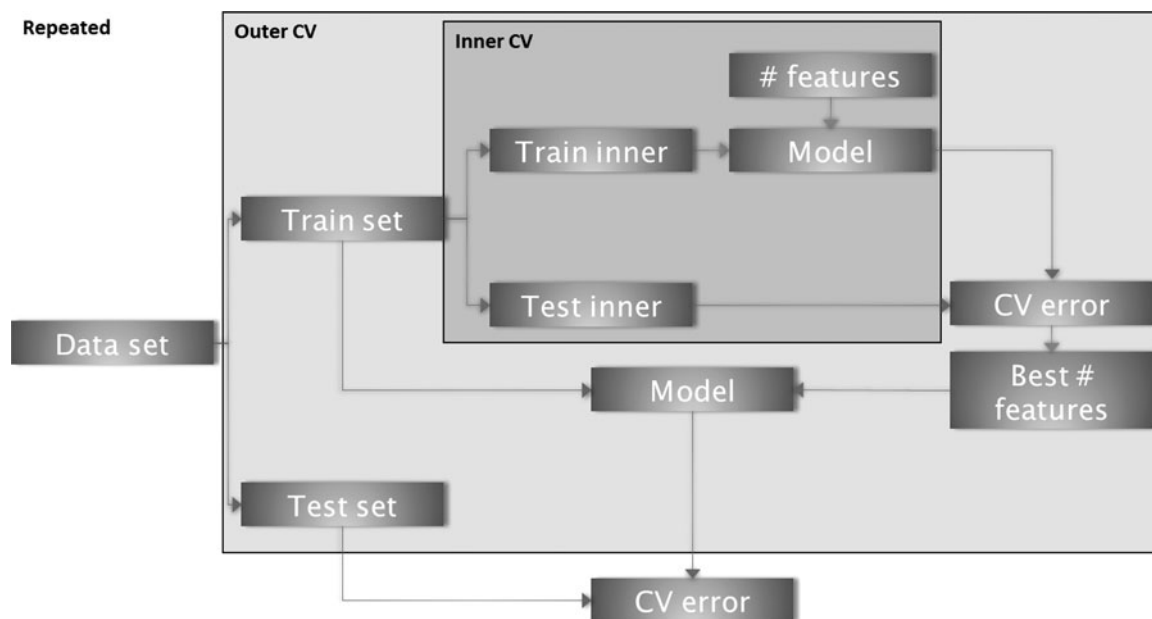 Repeated
Outer CV
Inner CV
# features
Train inner
Model
Train set
Test inner
CV error
Data set
Model
Best #
features
Test set
CV error